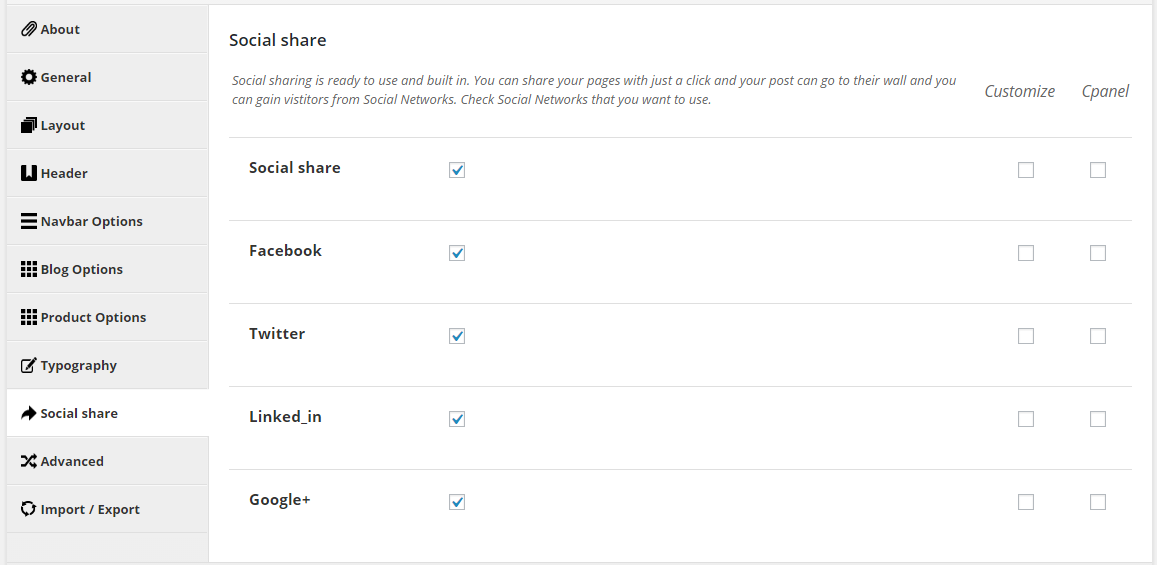 About
General
Layout
Header
Navbar Options
Blog Options
Product Options
Typography
Social share
Advanced
Import / Export
Social share
Social sharing is ready to use and built in. You can share your pages with just a click and your post can go to their wall and you
can gain vistitors from Social Networks. Check Social Networks that you want to use.
Customize Cpanel
Social share
Facebook
Twitter
Linked_in
Google+